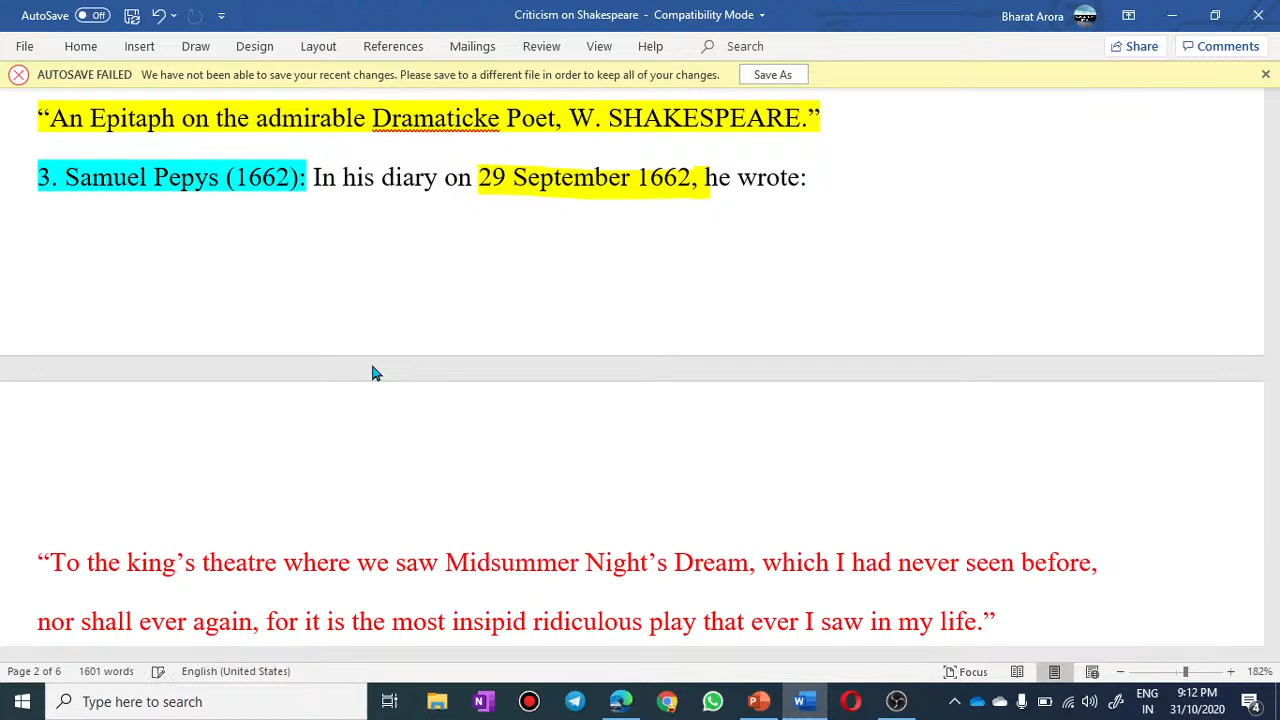 AutoSave Off
Criticism on Shakespeare - Compatibility Mode
Bharat Arora
File Home Insert Draw Design Layout References Mailings Review View Help Search Share Comments
AUTOSAVE FAILED We have not been able to save your recent changes. Please save to a different file in order to keep all of your changes. Save As
“An Epitaph on the admirable Dramaticke Poet, W. SHAKESPEARE.”
3. Samuel Pepys (1662): In his diary on 29 September 1662, he wrote:
“To the king’s theatre where we saw Midsummer Night’s Dream, which I had never seen before,
nor shall ever again, for it is the most insipid ridiculous play that ever I saw in my life.”
Page 2 of 6 1601 words English (United States) Focus 182%
Type here to search
ENG 9:12 PM
IN 31/10/2020 4